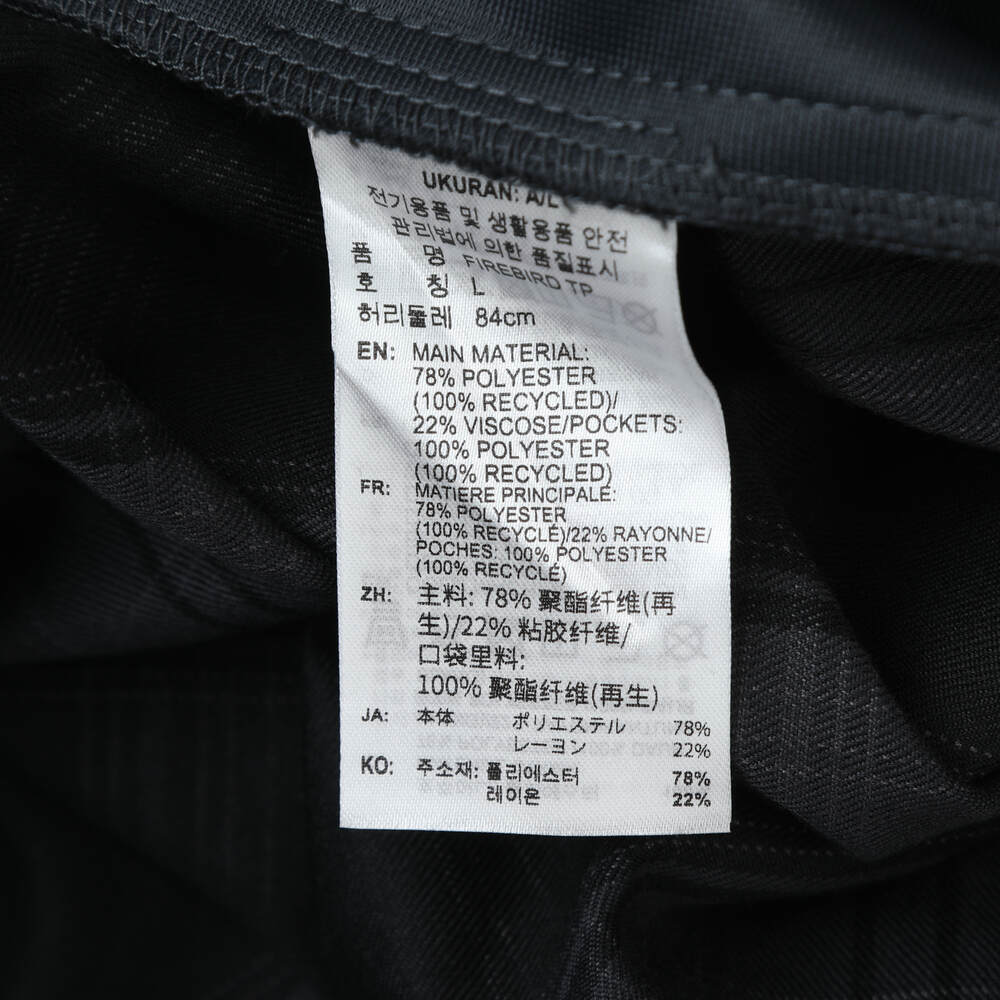 UKURAN: A/L
전기용품 및 생활용품 안전
관리법에 의한 품질표시
품 명 FIREBIRD TP
호 칭 L
허리둘레 84cm
EN: MAIN MATERIAL:
78% POLYESTER
(100% RECYCLED)/
22% VISCOSE/POCKETS:
100% POLYESTER
(100% RECYCLED)
FR: MATIÈRE PRINCIPALE:
78% POLYESTER
(100% RECYCLÉ)/22% RAYONNE/
POCHES: 100% POLYESTER
(100% RECYCLÉ)
ZH: 主料: 78% 聚酯纤维(再
生)/22% 粘胶纤维/
口袋里料:
100% 聚酯纤维(再生)
JA: 本体 ポリエステル 78%
レーヨン 22%
KO: 주소재: 폴리에스터 78%
레이온 22%